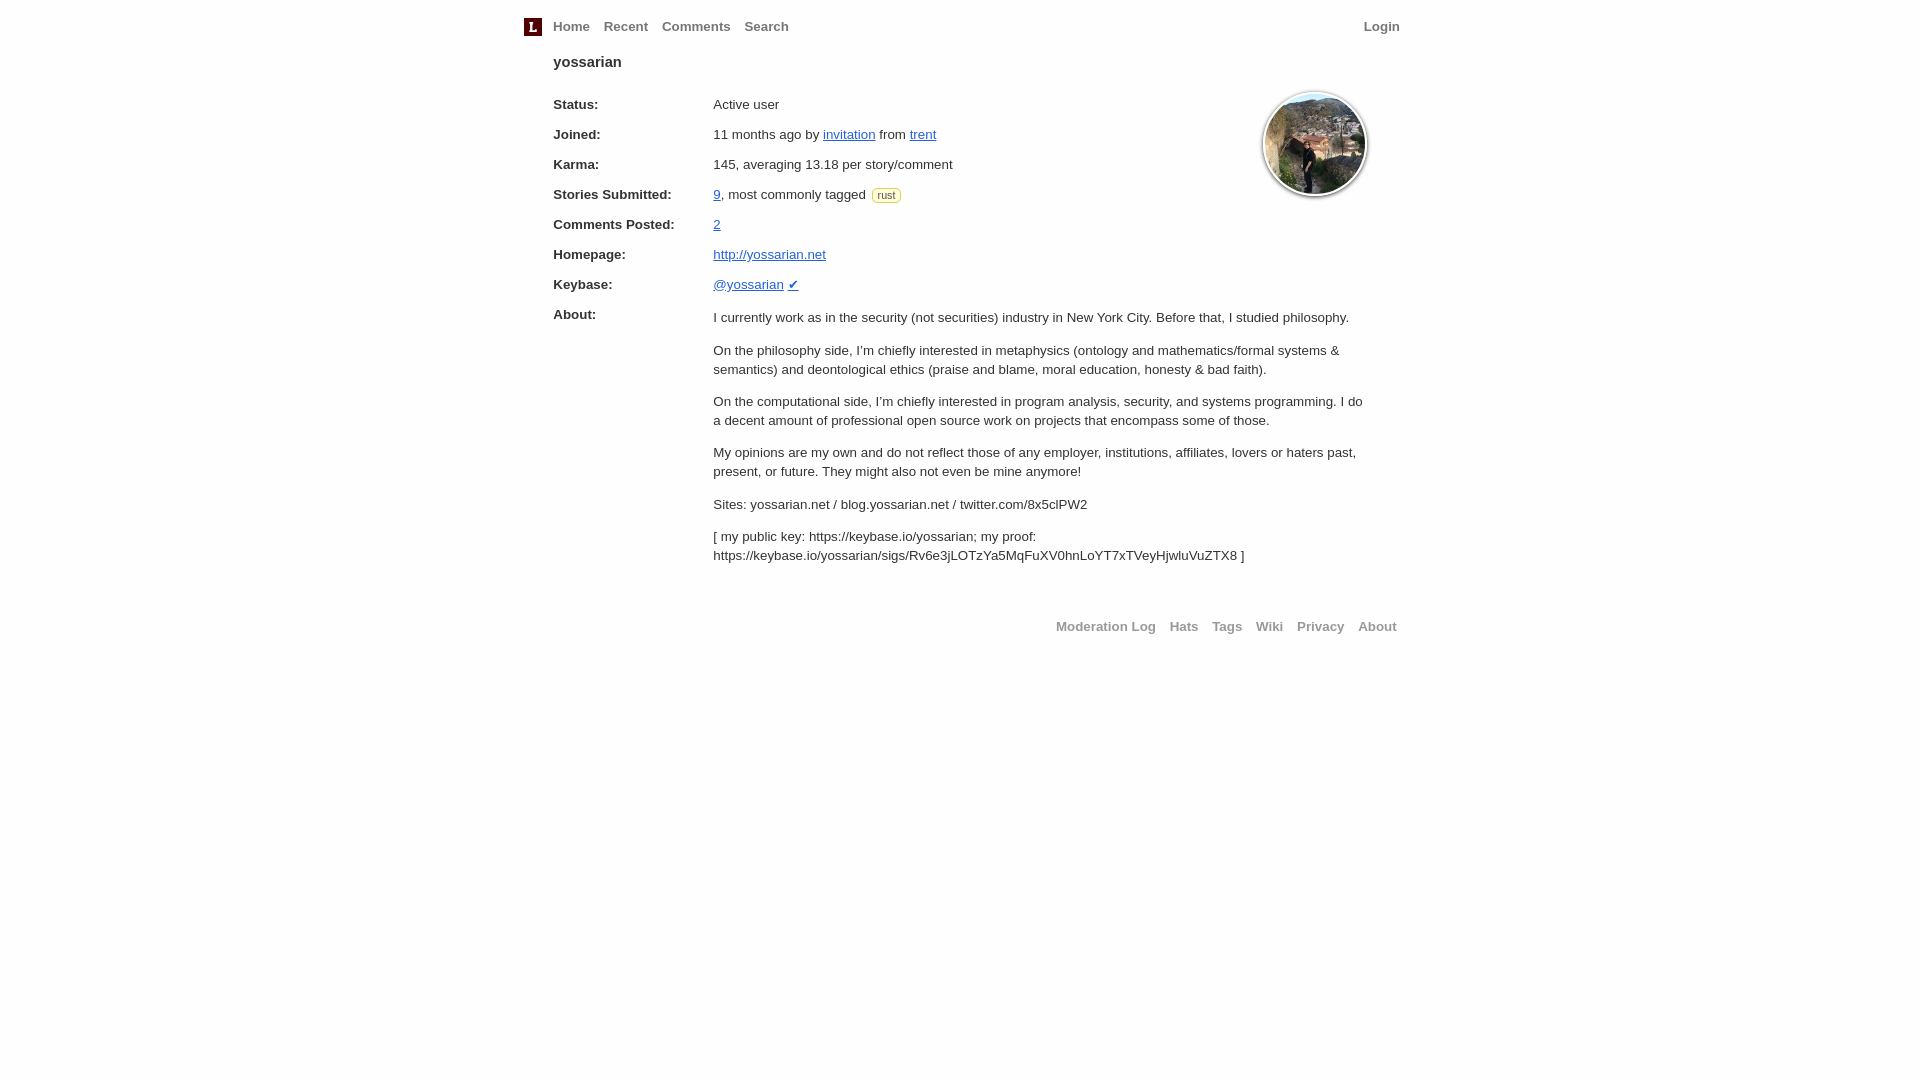 L Home Recent Comments Search Login
yossarian
Status: Active user
Joined: 11 months ago by invitation from trent
Karma: 145, averaging 13.18 per story/comment
Stories Submitted: 9, most commonly tagged rust
Comments Posted: 2
Homepage: http://yossarian.net
Keybase: @yossarian ✔
About: I currently work as in the security (not securities) industry in New York City. Before that, I studied philosophy.
On the philosophy side, I’m chiefly interested in metaphysics (ontology and mathematics/formal systems &
semantics) and deontological ethics (praise and blame, moral education, honesty & bad faith).
On the computational side, I’m chiefly interested in program analysis, security, and systems programming. I do
a decent amount of professional open source work on projects that encompass some of those.
My opinions are my own and do not reflect those of any employer, institutions, affiliates, lovers or haters past,
present, or future. They might also not even be mine anymore!
Sites: yossarian.net / blog.yossarian.net / twitter.com/8x5clPW2
[ my public key: https://keybase.io/yossarian; my proof:
https://keybase.io/yossarian/sigs/Rv6e3jLOTzYa5MqFuXV0hnLoYT7xTVeyHjwluVuZTX8 ]
Moderation Log Hats Tags Wiki Privacy About